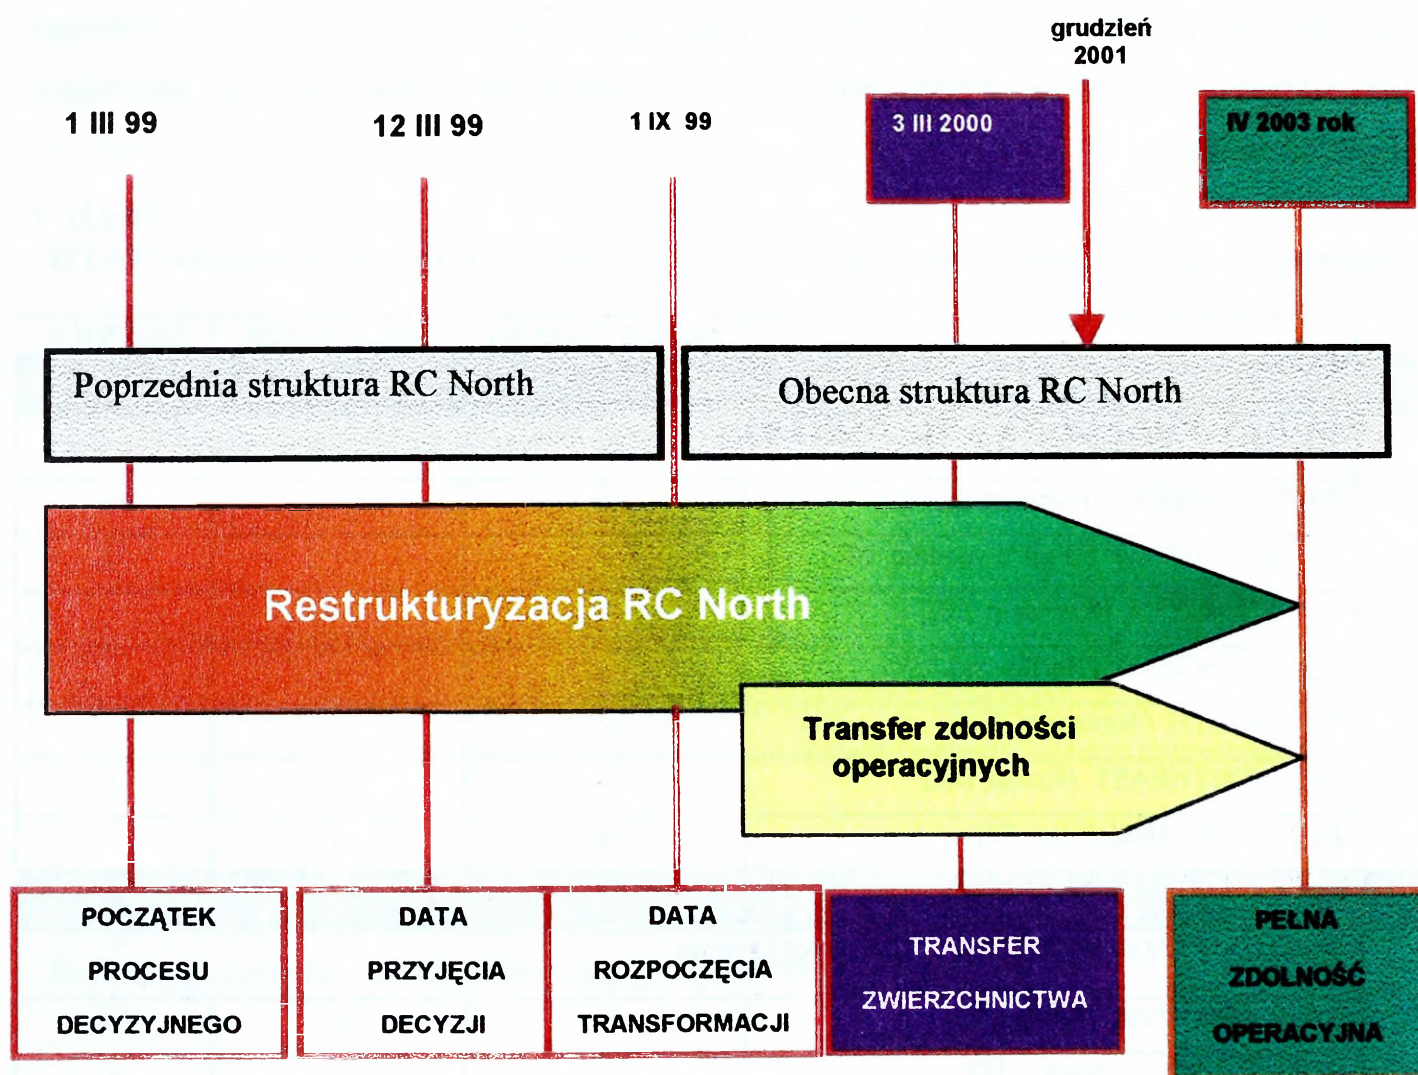 grudzień
2001
1 III 99
12 III 99
1 IX 99
3 III 2000
IV 2003 rok
Poprzednia struktura RC North
Obecna struktura RC North
Restrukturyzacja RC North
Transfer zdolności
operacyjnych
POCZĄTEK
PROCESU
DECYZYJNEGO
DATA
PRZYJĘCIA
DECYZJI
DATA
ROZPOCZĘCIA
TRANSFORMACJI
TRANSFER
ZWIERZCHNICTWA
PEŁNA
ZDOLNOŚĆ
OPERACYJNA